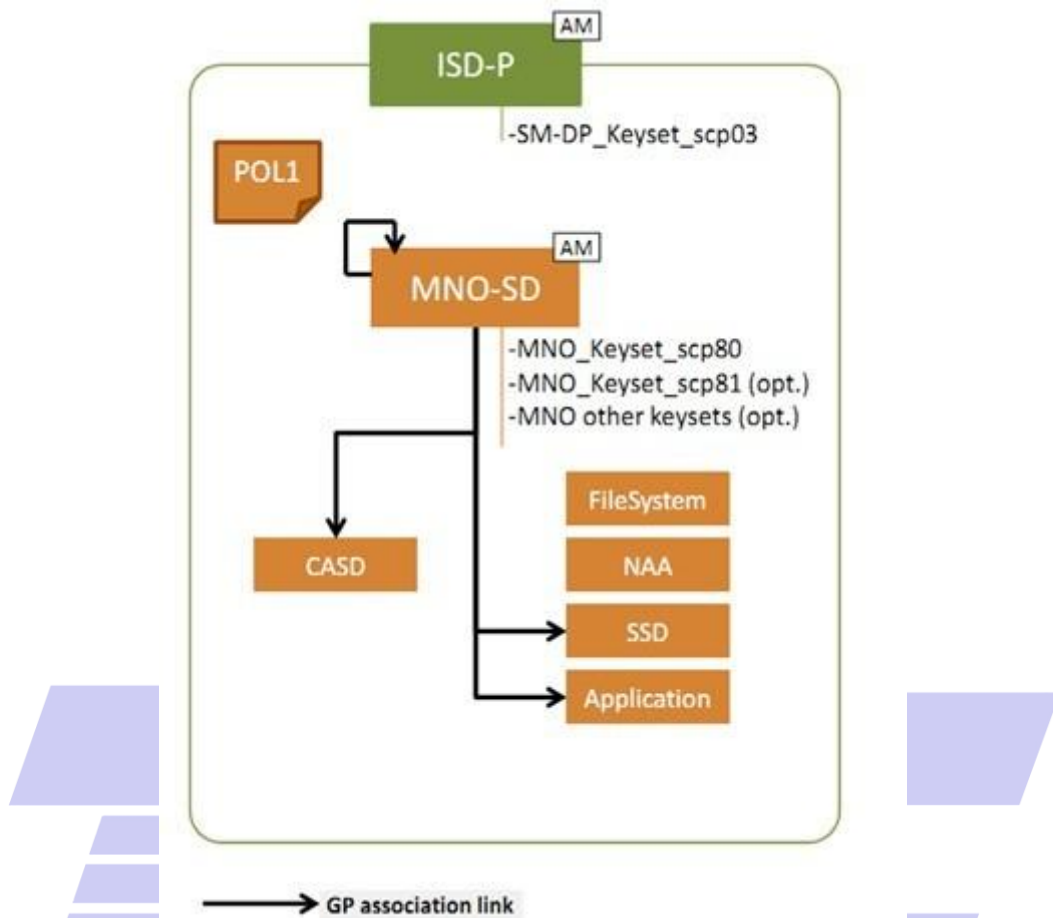 AM
ISD-P
-SM-DP_Keyset_scp03
POL1
AM
MNO-SD
-MNO_Keyset_scp80
-MNO_Keyset_scp81 (opt.)
-MNO other keysets (opt.)
FileSystem
CASD
NAA
SSD
Application
GP association link